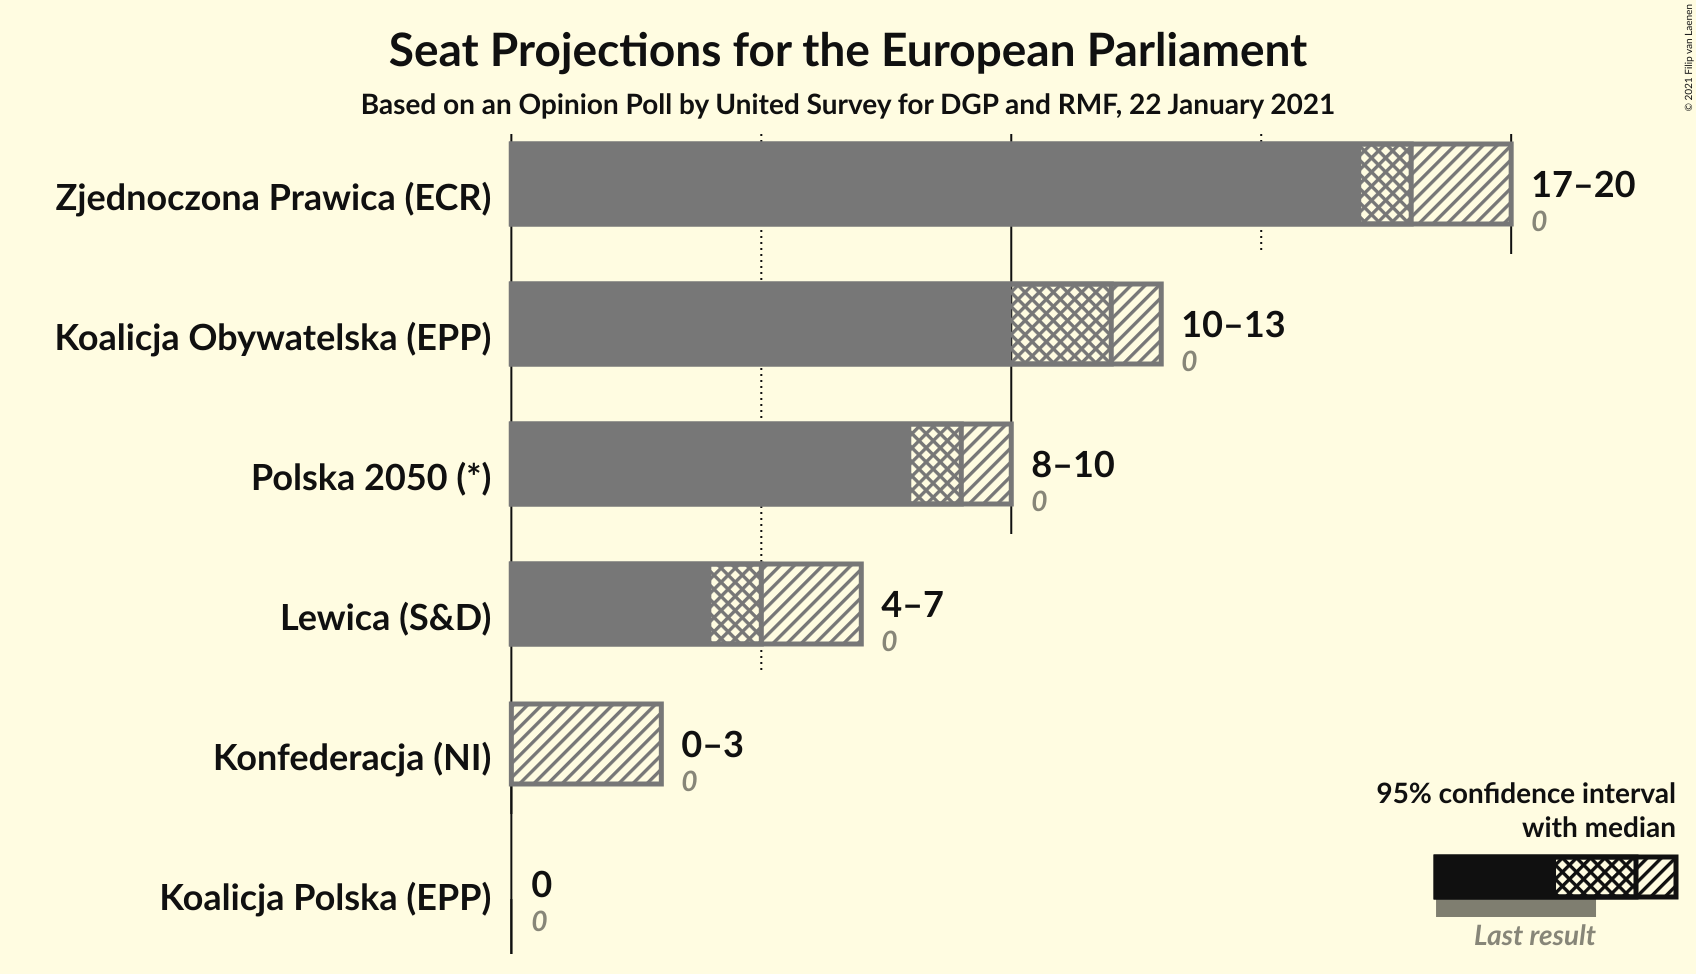 Seat Projections for the European Parliament
Based on an Opinion Poll by United Survey for DGP and RMF, 22 January 2021
© 2021 Filip van Laenen
Zjednoczona Prawica (ECR)
17–20
0
Koalicja Obywatelska (EPP)
10–13
0
Polska 2050 (*)
8–10
0
Lewica (S&D)
4–7
0
Konfederacja (NI)
0–3
0
Koalicja Polska (EPP)
0
0
95% confidence interval
with median
Last result